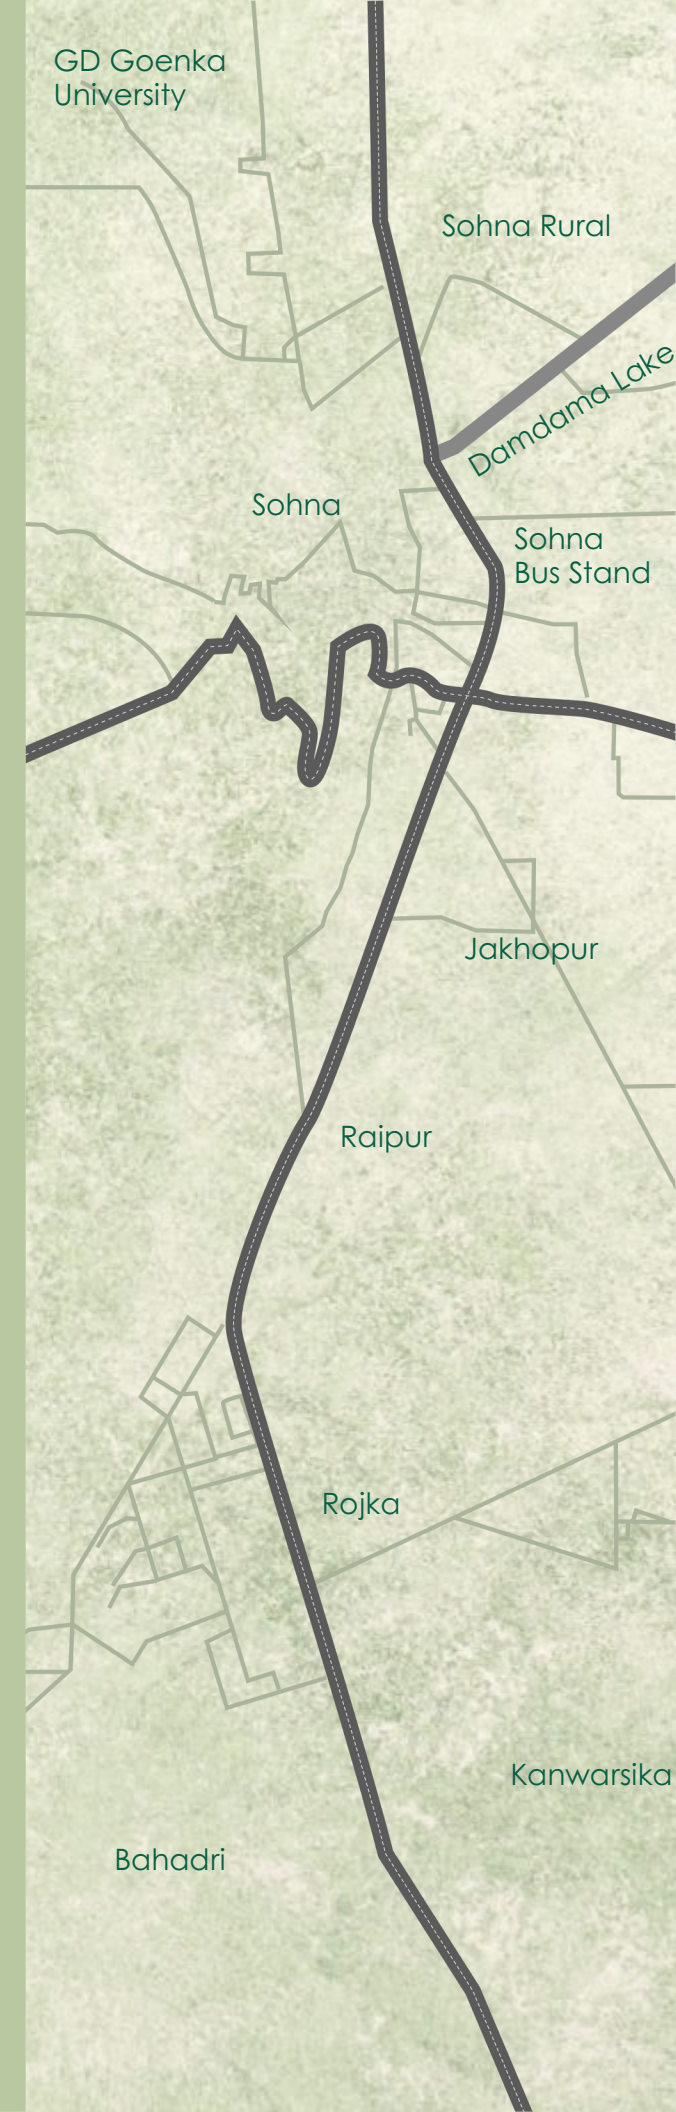 GD Goenka
University
Sohna Rural
Damdama Lake
Sohna
Sohna
Bus Stand
Jakhopur
Raipur
Rojka
Kanwarsika
Bahadri